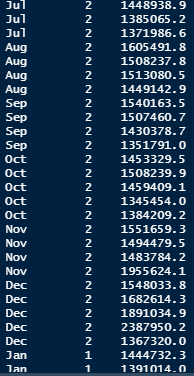 Jul 2 1448938.9
Jul 2 1385065.2
Jul 2 1371986.6
Aug 2 1605491.8
Aug 2 1508237.8
Aug 2 1513080.5
Aug 2 1449142.9
Sep 2 1540163.5
Sep 2 1507460.7
Sep 2 1430378.7
Sep 2 1351791.0
Oct 2 1453329.5
Oct 2 1508239.9
Oct 2 1459409.1
Oct 2 1345454.0
Oct 2 1384209.2
Nov 2 1551659.3
Nov 2 1494479.5
Nov 2 1483784.2
Nov 2 1955624.1
Dec 2 1548033.8
Dec 2 1682614.3
Dec 2 1891034.9
Dec 2 2387950.2
Dec 2 1367320.0
Jan 1 1444732.3
Jan 1 1391014.0